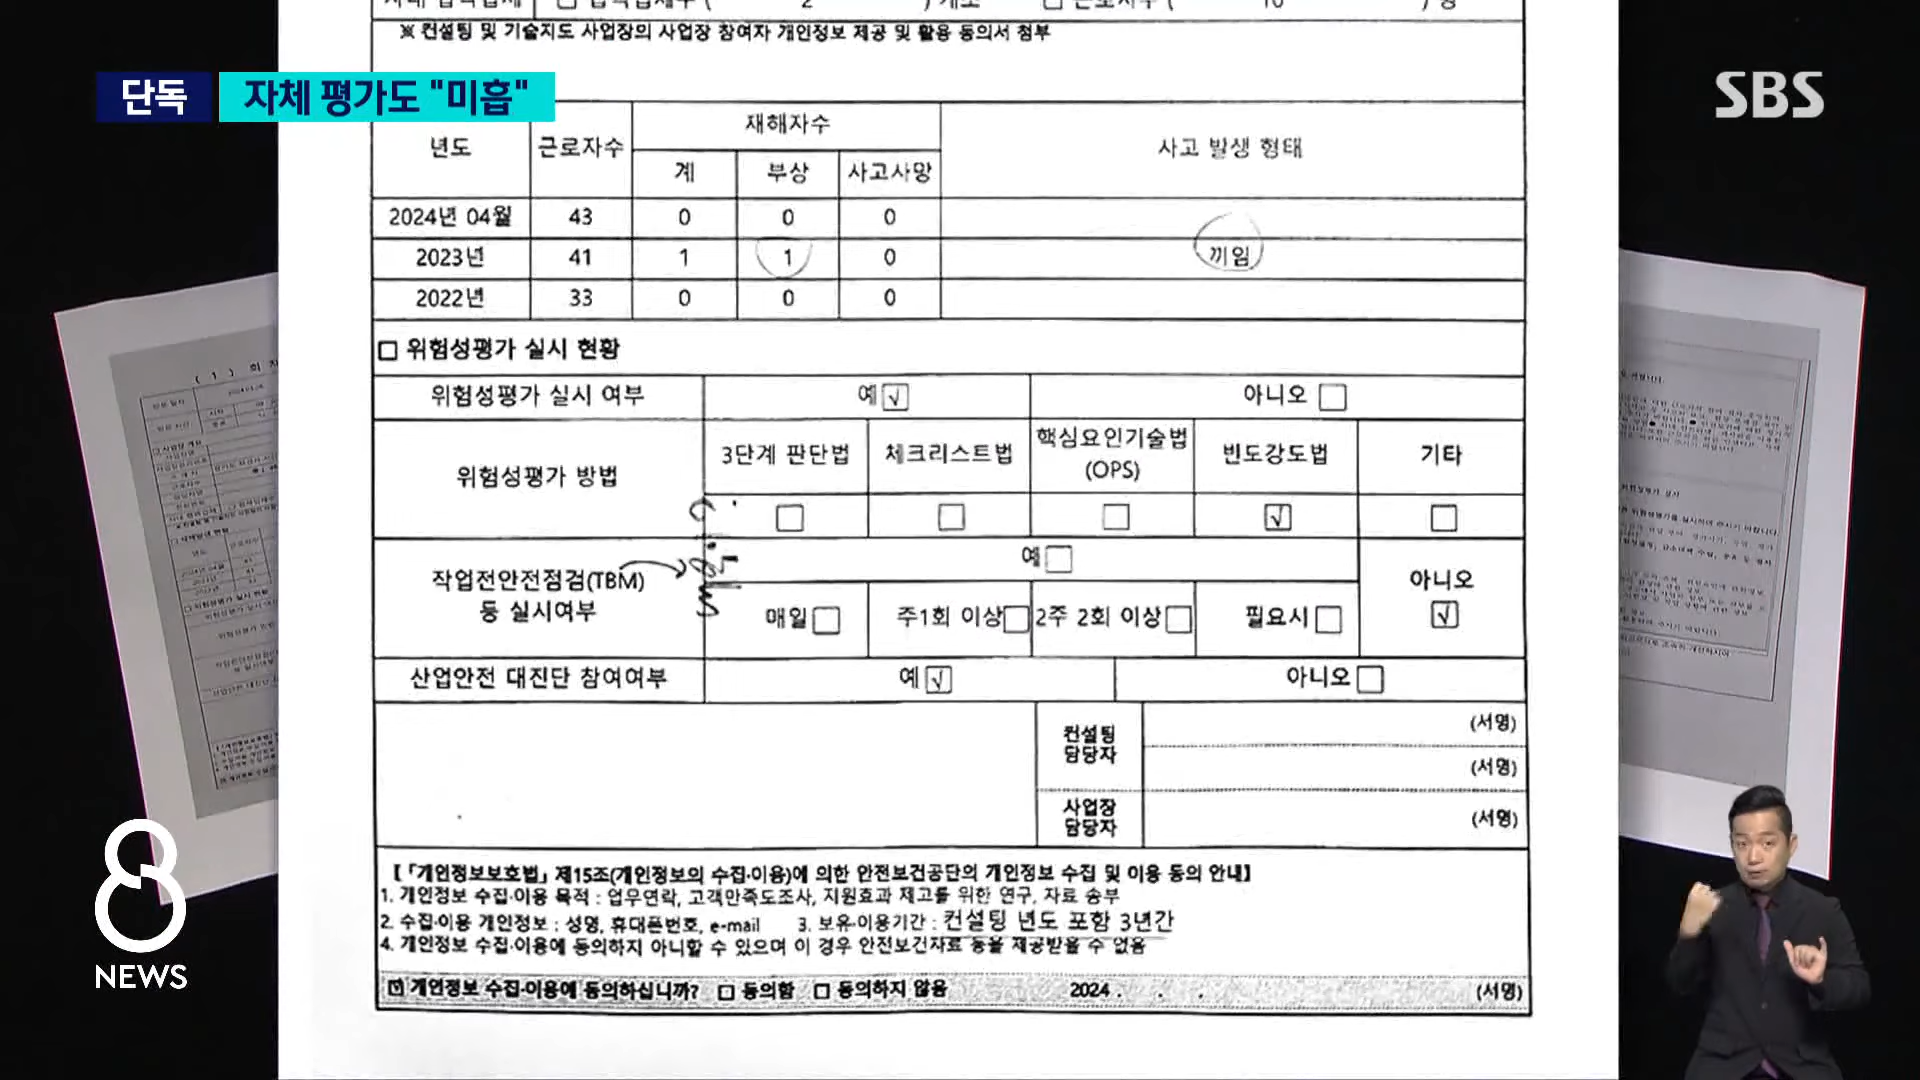 ※ 컨설팅 및 기술지도 사업장의 사업장 참여자 개인정보 제공 및 활용 동의서 첨부
단독 자체 평가도 "미흡"
SBS
년도 근로자수 재해자수 사고 발생 형태
계 부상 사고사망
2024년 04월 43 0 0 0
2023년 41 1 1 0 끼임
2022년 33 0 0 0
□ 위험성평가 실시 현황
위험성평가 실시 여부 예 ☑ 아니오 □
위험성평가 방법 3단계 판단법 체크리스트법 핵심요인기술법 (OPS) 빈도강도법 기타
□ □ □ ☑ □
작업전안전점검(TBM) 등 실시여부 예 □ 아니오 ☑
매일 □ 주1회 이상 □ 2주 2회 이상 □ 필요시 □
산업안전 대진단 참여여부 예 ☑ 아니오 □
컨설팅 담당자 (서명)
(서명)
사업장 담당자 (서명)
【「개인정보보호법」 제15조(개인정보의 수집·이용)에 의한 안전보건공단의 개인정보 수집 및 이용 동의 안내】
1. 개인정보 수집·이용 목적 : 업무연락, 고객만족도조사, 지원효과 제고를 위한 연구, 자료 송부
2. 수집·이용 개인정보 : 성명, 휴대폰번호, e-mail 3. 보유·이용기간 : 컨설팅 년도 포함 3년간
4. 개인정보 수집·이용에 동의하지 아니할 수 있으며 이 경우 안전보건자료 등을 제공받을 수 없음
☑ 개인정보 수집·이용에 동의하십니까? □ 동의함 □ 동의하지 않음 2024 . . . (서명)
8
NEWS